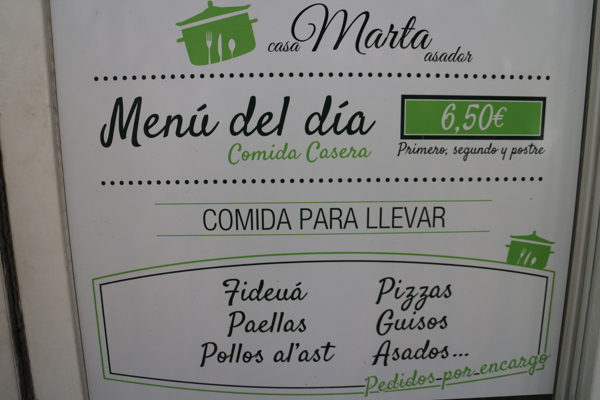 casa Marta
asador
Menú del día
6,50€
Comida Casera
Primero, segundo y postre
COMIDA PARA LLEVAR
Fideuá
Pizzas
Paellas
Guisos
Pollos al'ast
Asados...
Pedidos por encargo